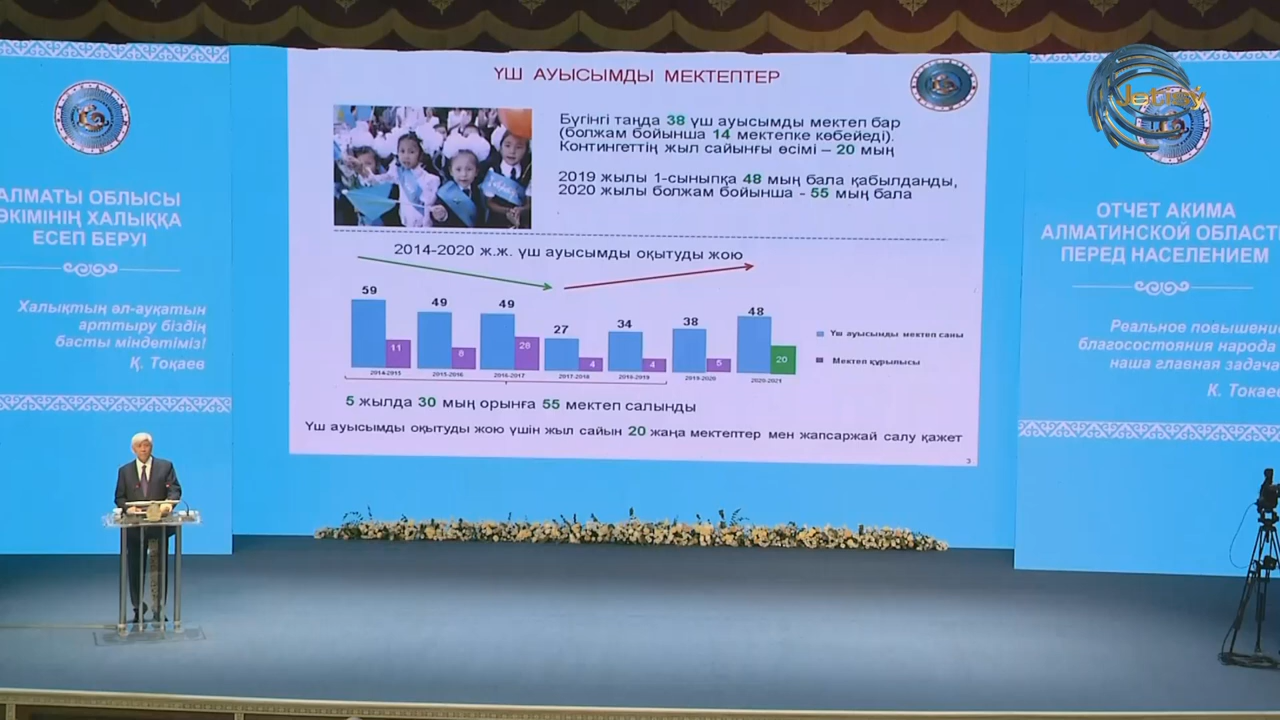 ҮШ АУЫСЫМДЫ МЕКТЕПТЕР
Бүгінгі таңда 38 үш ауысымды мектеп бар
(болжам бойынша 14 мектепке көбейеді).
Контингеттің жыл сайынғы өсімі – 20 мың
2019 жылы 1-сыныпқа 48 мың бала қабылданды,
2020 жылы болжам бойынша - 55 мың бала
2014-2020 ж.ж. үш ауысымды оқытуды жою
59
49
49
27
34
38
48
11
8
28
4
4
5
20
2014-2015
2015-2016
2016-2017
2017-2018
2018-2019
2019-2020
2020-2021
Үш ауысымды мектеп саны
Мектеп құрылысы
5 жылда 30 мың орынға 55 мектеп салынды
Үш ауысымды оқытуды жою үшін жыл сайын 20 жаңа мектептер мен жапсаржай салу қажет
3
АЛМАТЫ ОБЛЫСЫ
ӘКІМІНІҢ ХАЛЫҚҚА
ЕСЕП БЕРУІ
Халықтың әл-ауқатын
арттыру біздің
басты міндетіміз!
Қ. Тоқаев
ОТЧЕТ АКИМА
АЛМАТИНСКОЙ ОБЛАСТИ
ПЕРЕД НАСЕЛЕНИЕМ
Реальное повышение
благосостояния народа
наша главная задача
К. Токаев
Jetisý